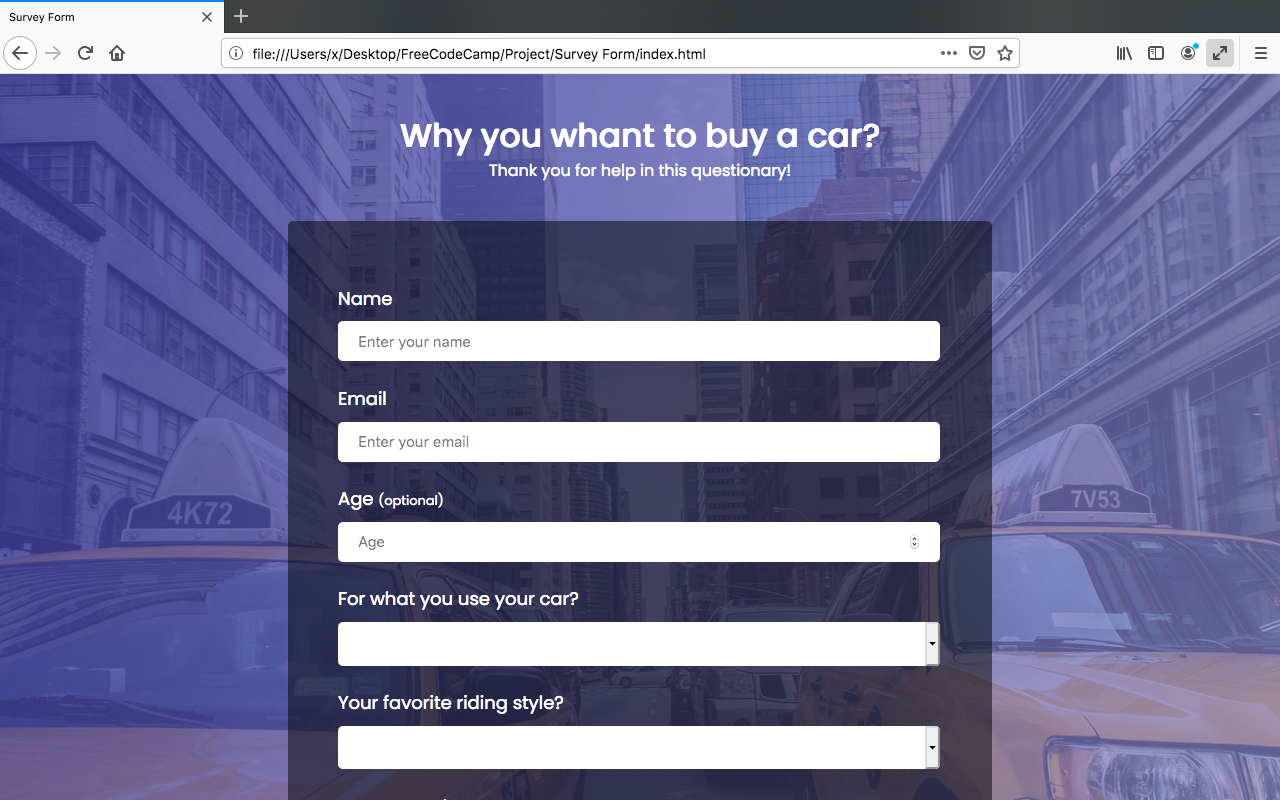 Survey Form
file:///Users/x/Desktop/FreeCodeCamp/Project/Survey Form/index.html
Why you whant to buy a car?
Thank you for help in this questionary!
Name
Enter your name
Email
Enter your email
4K72
7V53
Age (optional)
Age
For what you use your car?
Your favorite riding style?